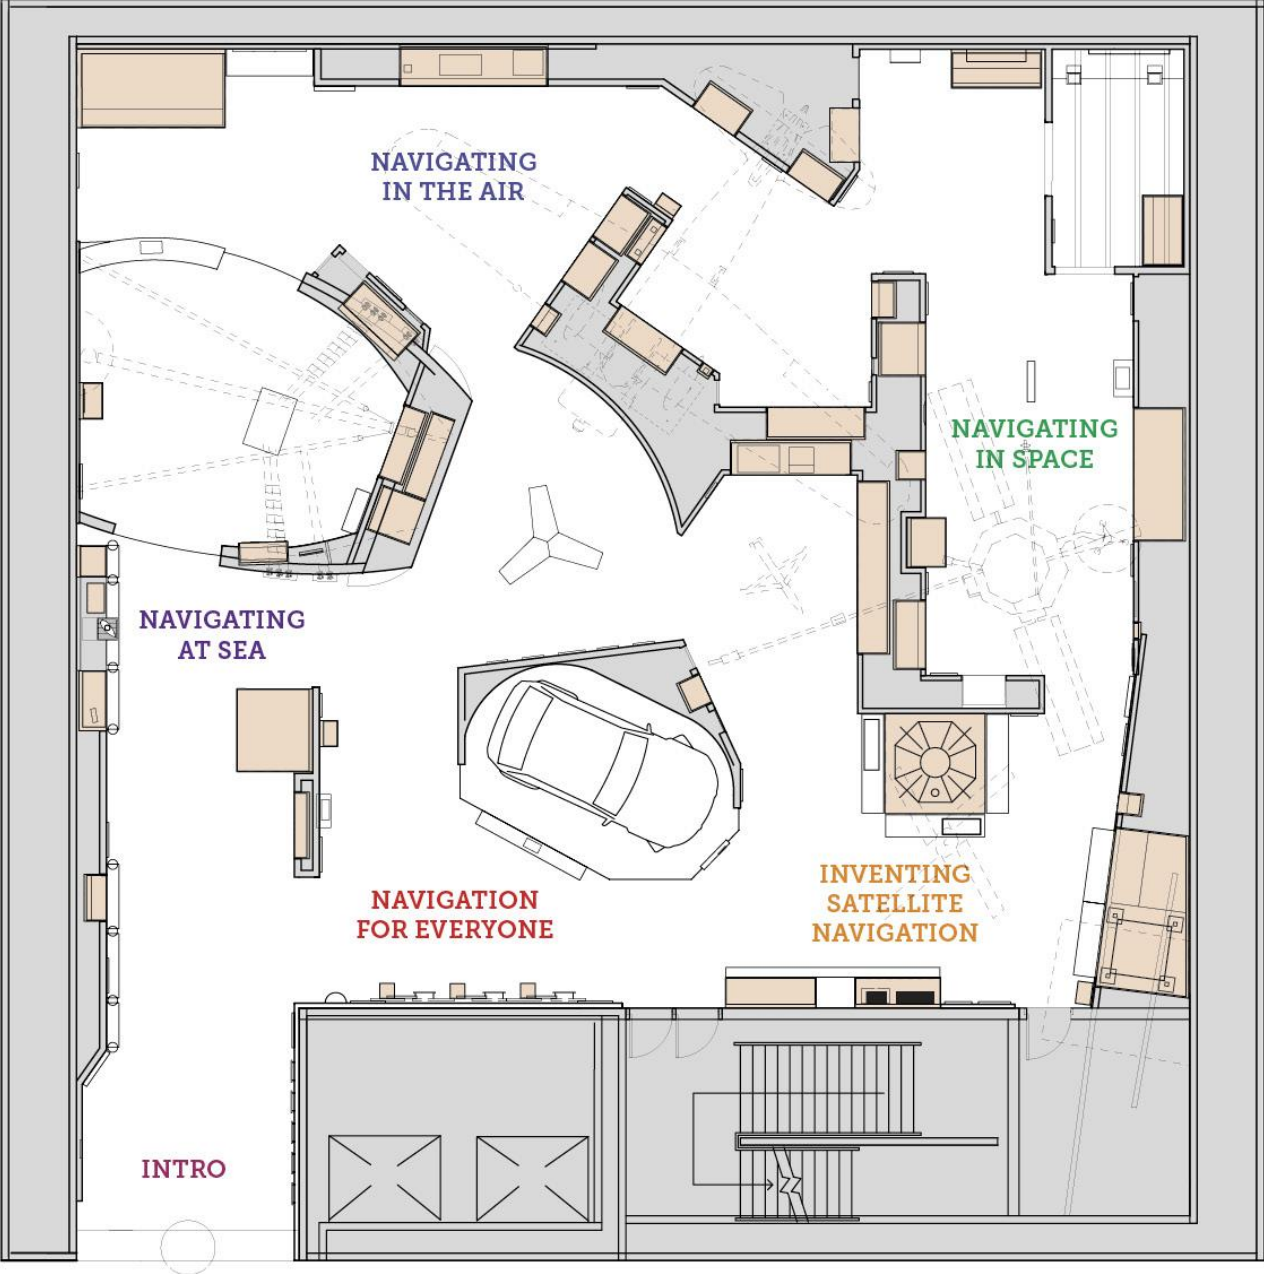 NAVIGATING
IN THE AIR
NAVIGATING
IN SPACE
NAVIGATING
AT SEA
NAVIGATION
FOR EVERYONE
INVENTING
SATELLITE
NAVIGATION
INTRO